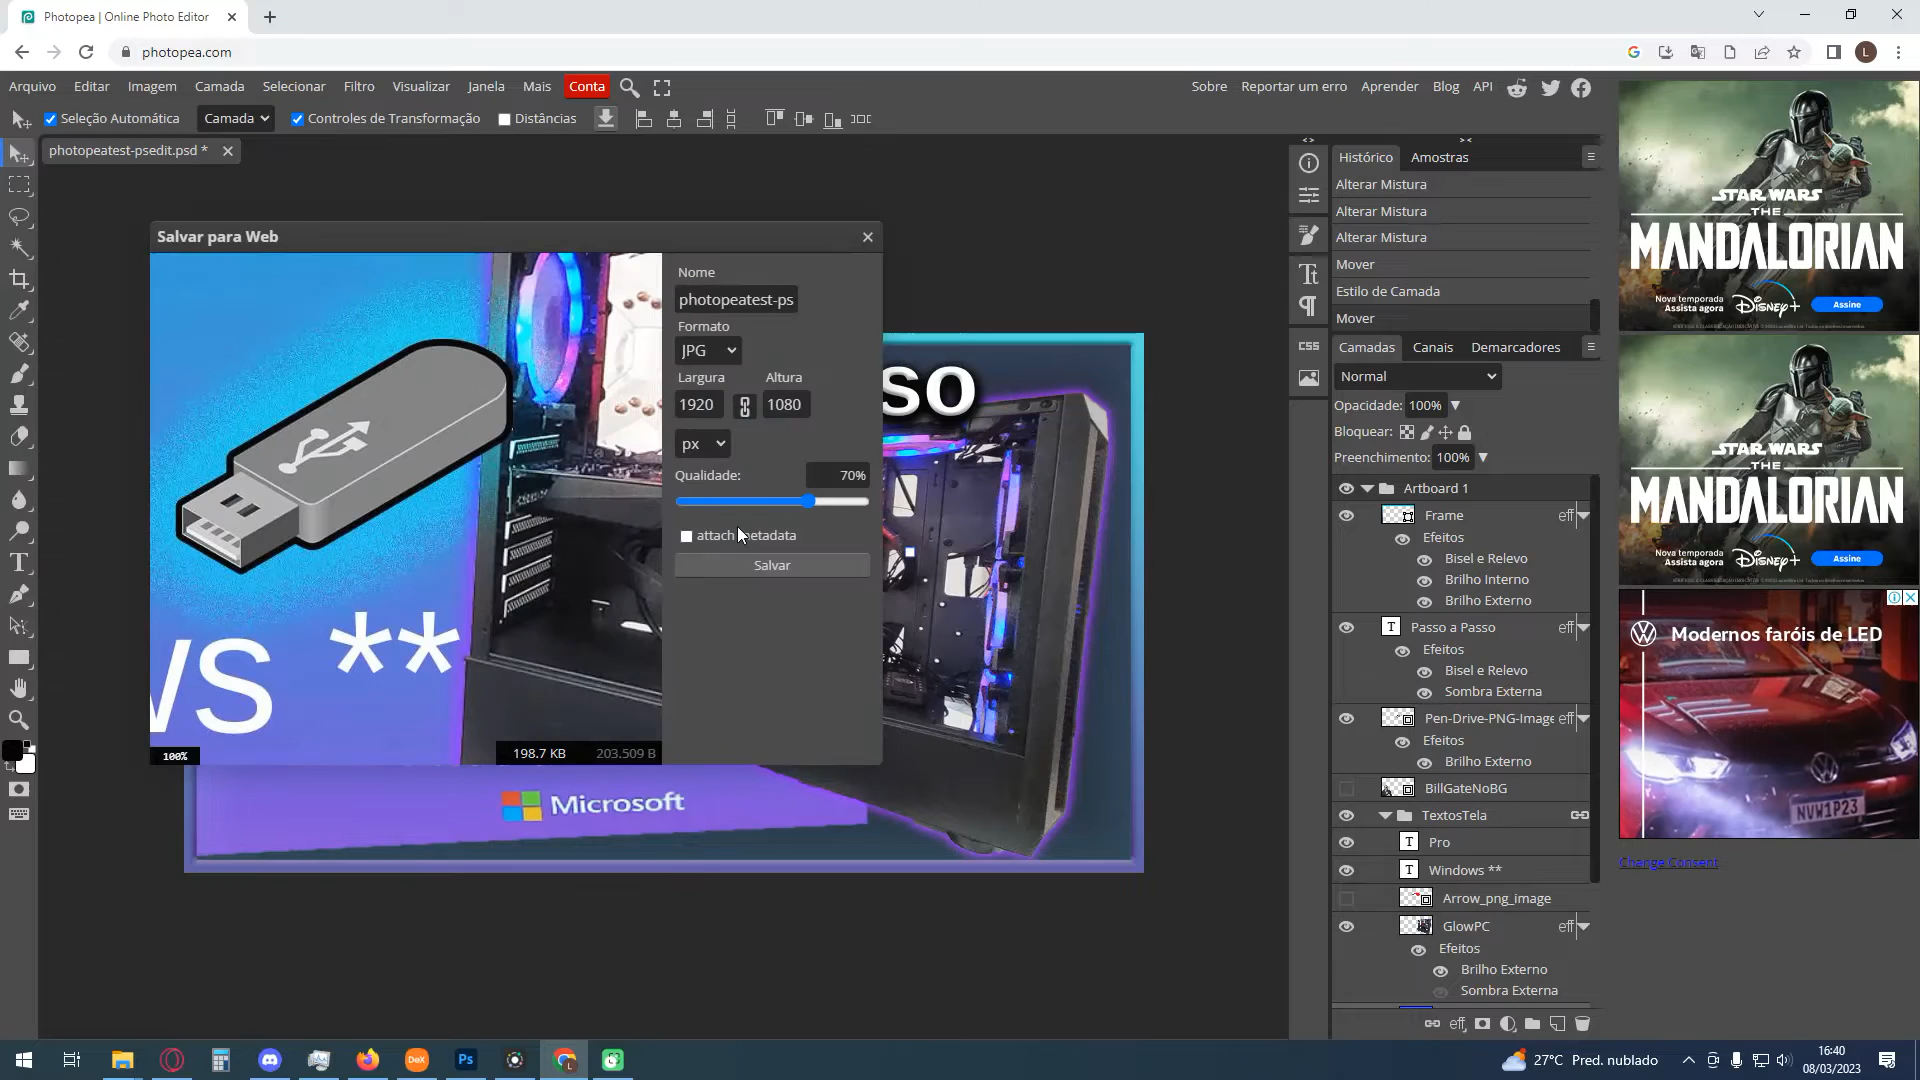 Photopea | Online Photo Editor
photopea.com
L
Arquivo Editar Imagem Camada Selecionar Filtro Visualizar Janela Mais Conta
Sobre Reportar um erro Aprender Blog API
Seleção Automática Camada Controles de Transformação Distâncias
photopeatest-psedit.psd *
Salvar para Web
Nome
photopeatest-ps
Formato
JPG
Largura Altura
1920 1080
px
Qualidade: 70%
attach metadata
Salvar
ws **
100%
198.7 KB 203.509 B
so
Microsoft
Histórico Amostras
Alterar Mistura
Alterar Mistura
Alterar Mistura
Mover
Estilo de Camada
Mover
CSS
Camadas Canais Demarcadores
Normal
Opacidade: 100%
Bloquear:
Preenchimento: 100%
Artboard 1
Frame eff
Efeitos
Bisel e Relevo
Brilho Interno
Brilho Externo
T Passo a Passo eff
Efeitos
Bisel e Relevo
Sombra Externa
Pen-Drive-PNG-Image eff
Efeitos
Brilho Externo
BillGateNoBG
TextosTela
T Pro
T Windows **
Arrow_png_image
GlowPC eff
Efeitos
Brilho Externo
Sombra Externa
eff
STAR WARS
THE
MANDALORIAN
Nova temporada
Assista agora
Disney+
Assine
STAR WARS
THE
MANDALORIAN
Nova temporada
Assista agora
Disney+
Assine
Modernos faróis de LED
NVW1P23
Change Consent
DeX
Ps
L
27°C Pred. nublado
16:40
08/03/2023